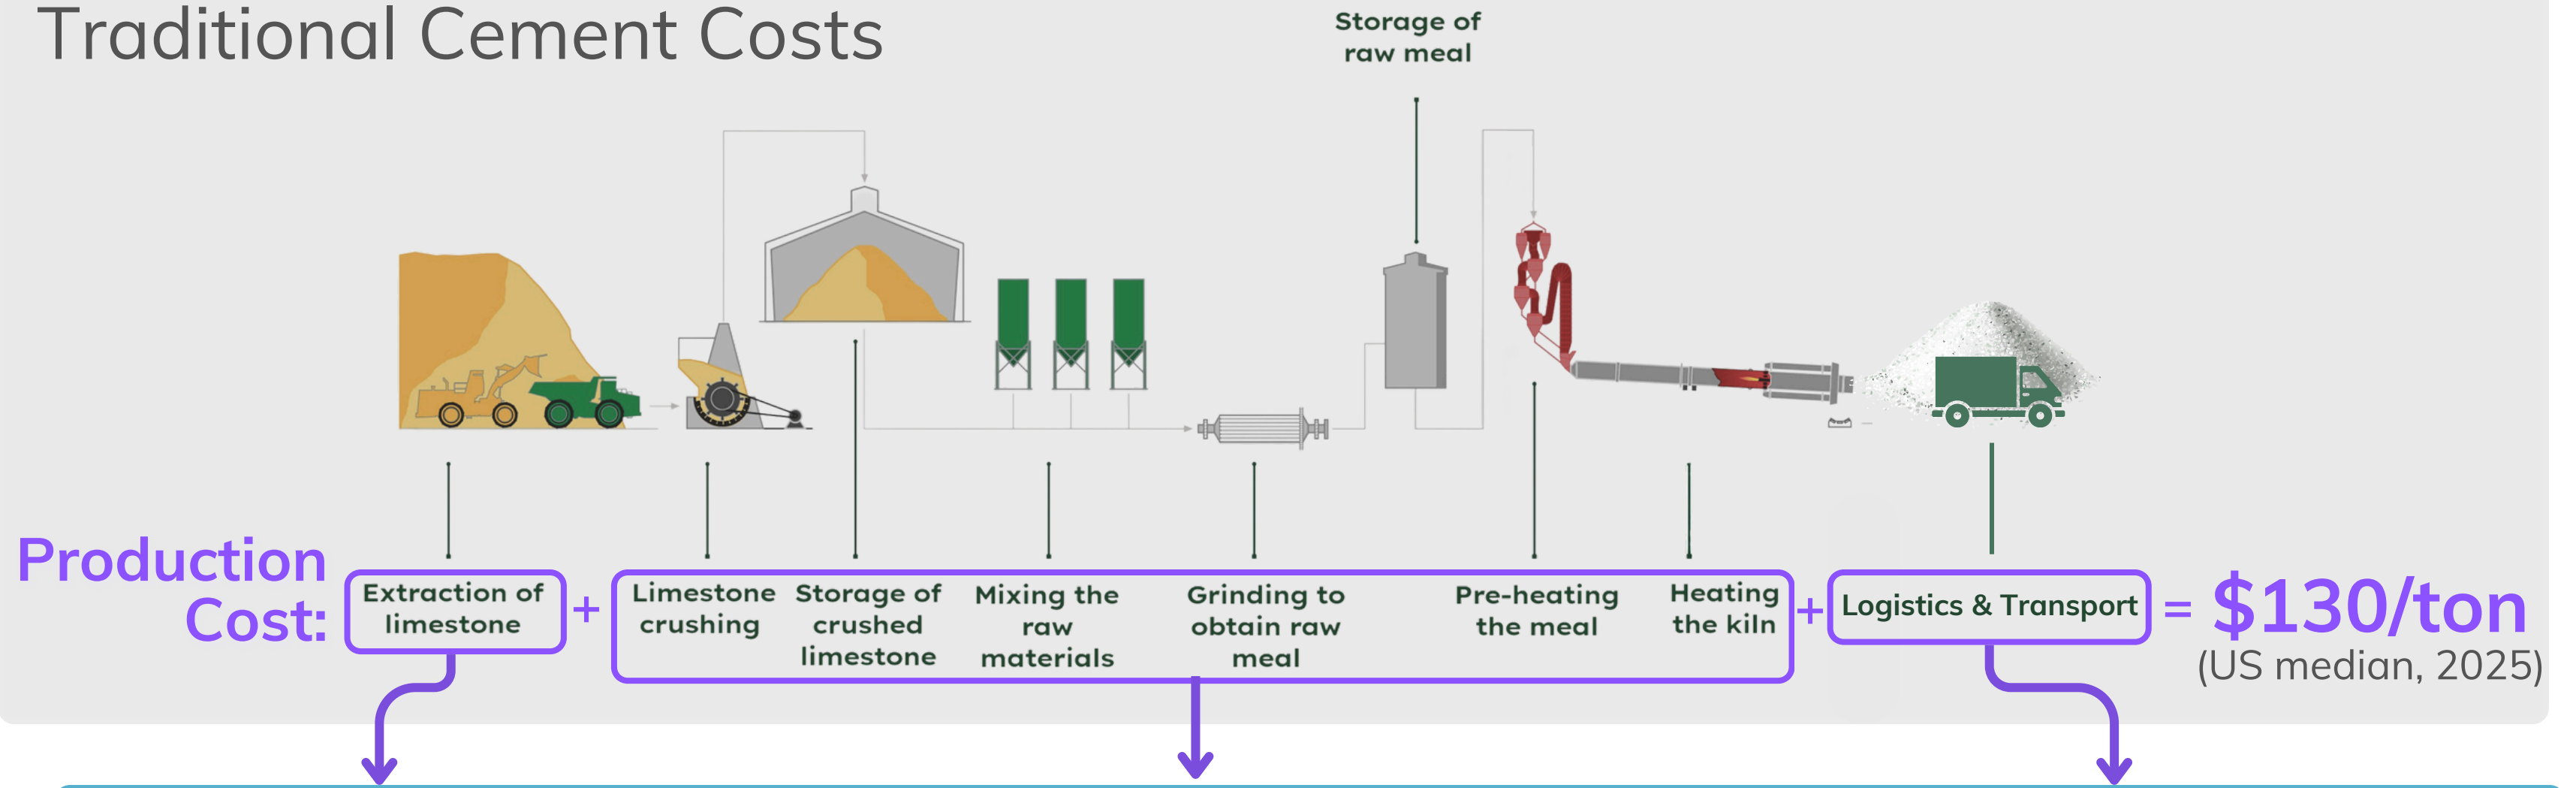 Traditional Cement Costs
Storage of
raw meal
Production
Cost:
Extraction of
limestone
+
Limestone
crushing
Storage of
crushed
limestone
Mixing the
raw
materials
Grinding to
obtain raw
meal
Pre-heating
the meal
Heating
the kiln
+
Logistics & Transport
=
$130/ton
(US median, 2025)